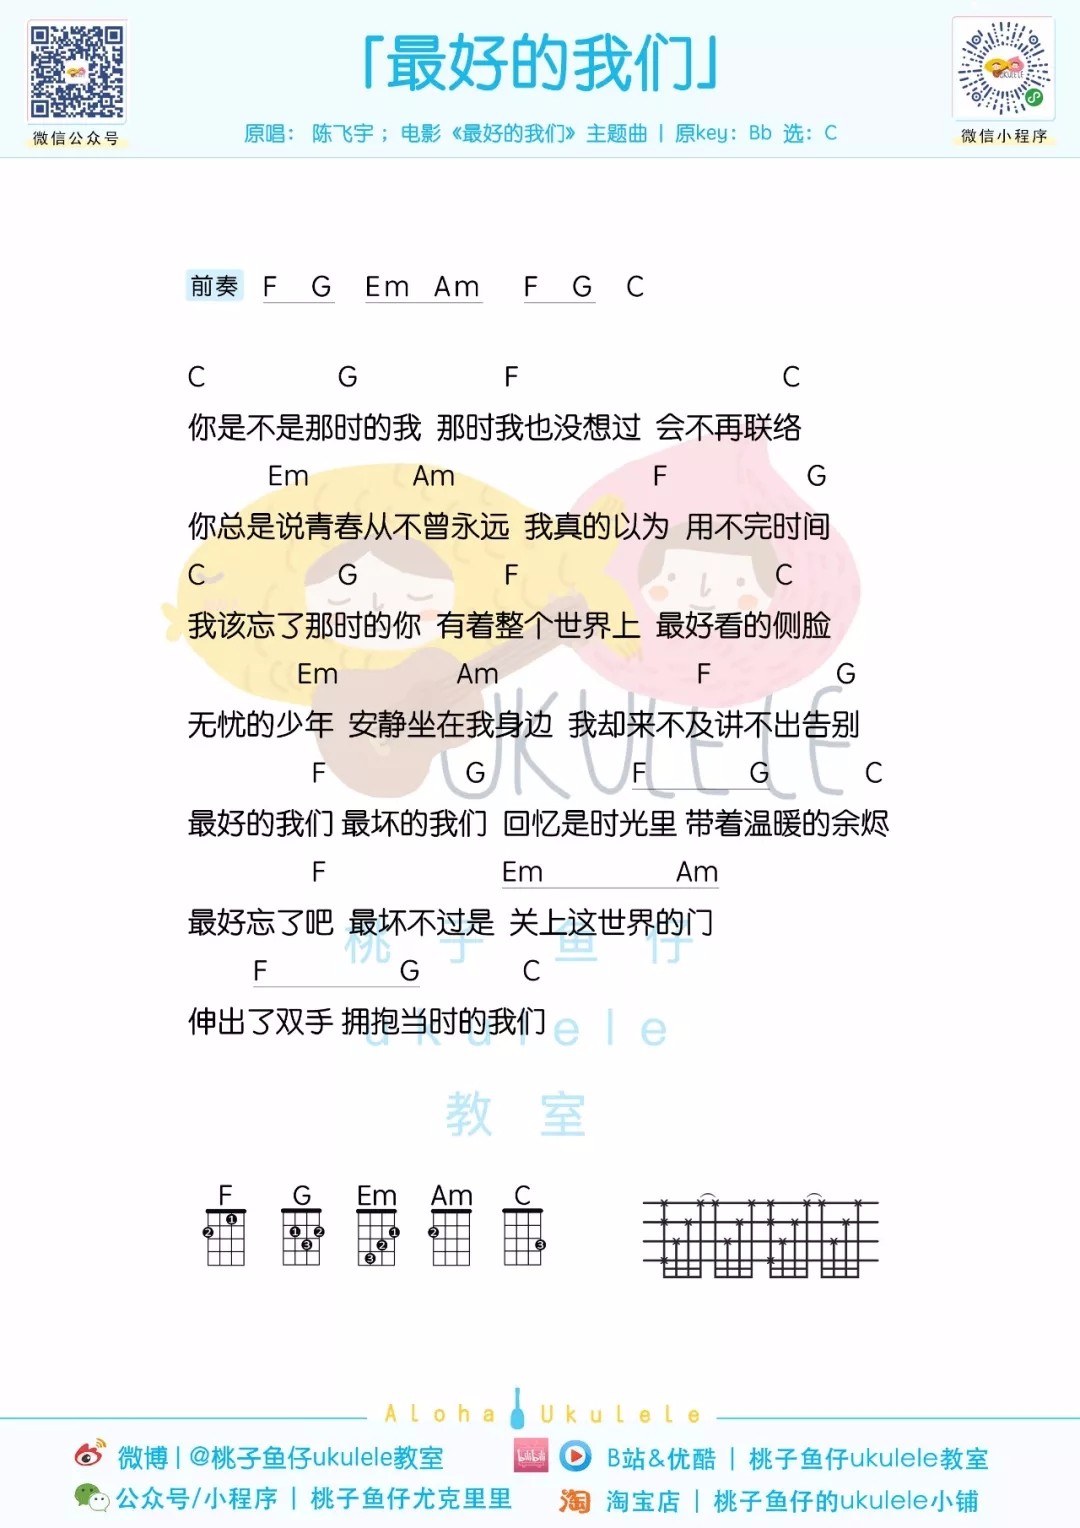 「最好的我们」
微信公众号
原唱： 陈飞宇； 电影《最好的我们》主题曲 | 原key：Bb 选：C
微信小程序
前奏 F G Em Am F G C
C G F C
你是不是那时的我 那时我也没想过 会不再联络
Em Am F G
你总是说青春从不曾永远 我真的以为 用不完时间
C G F C
我该忘了那时的你 有着整个世界上 最好看的侧脸
Em Am F G
无忧的少年 安静坐在我身边 我却来不及讲不出告别
UKULELE
F G F G C
最好的我们 最坏的我们 回忆是时光里 带着温暖的余烬
F Em Am
最好忘了吧 最坏不过是 关上这世界的门
桃子鱼仔
F G C
伸出了双手 拥抱当时的我们
ukulele
教室
F G Em Am C
1 2 1 2 3 1 2 3 2 3
Aloha Ukulele
微博 | @桃子鱼仔ukulele教室
bilibili B站&优酷 | 桃子鱼仔ukulele教室
公众号/小程序 | 桃子鱼仔尤克里里
淘 淘宝店 | 桃子鱼仔的ukulele小铺